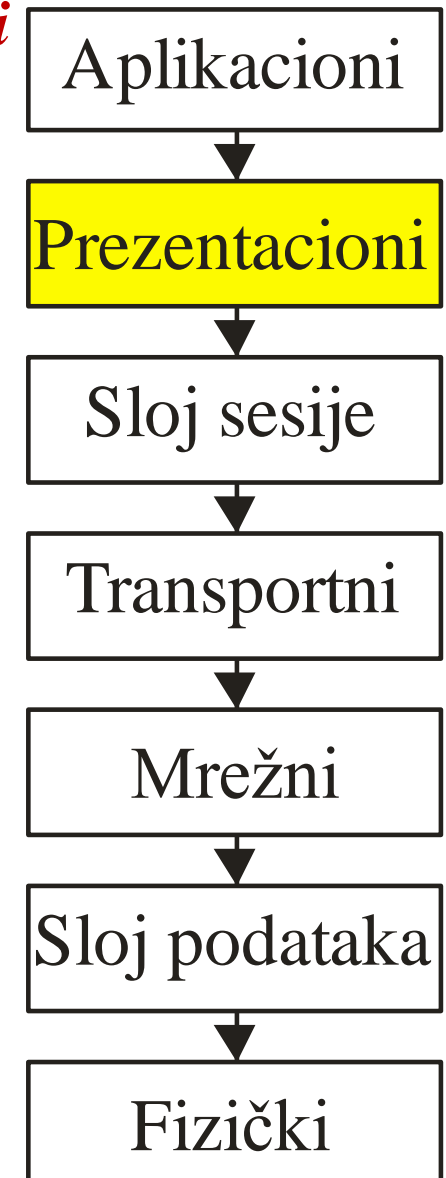 i
Aplikacioni
Prezentacioni
Sloj sesije
Transportni
Mrežni
Sloj podataka
Fizički